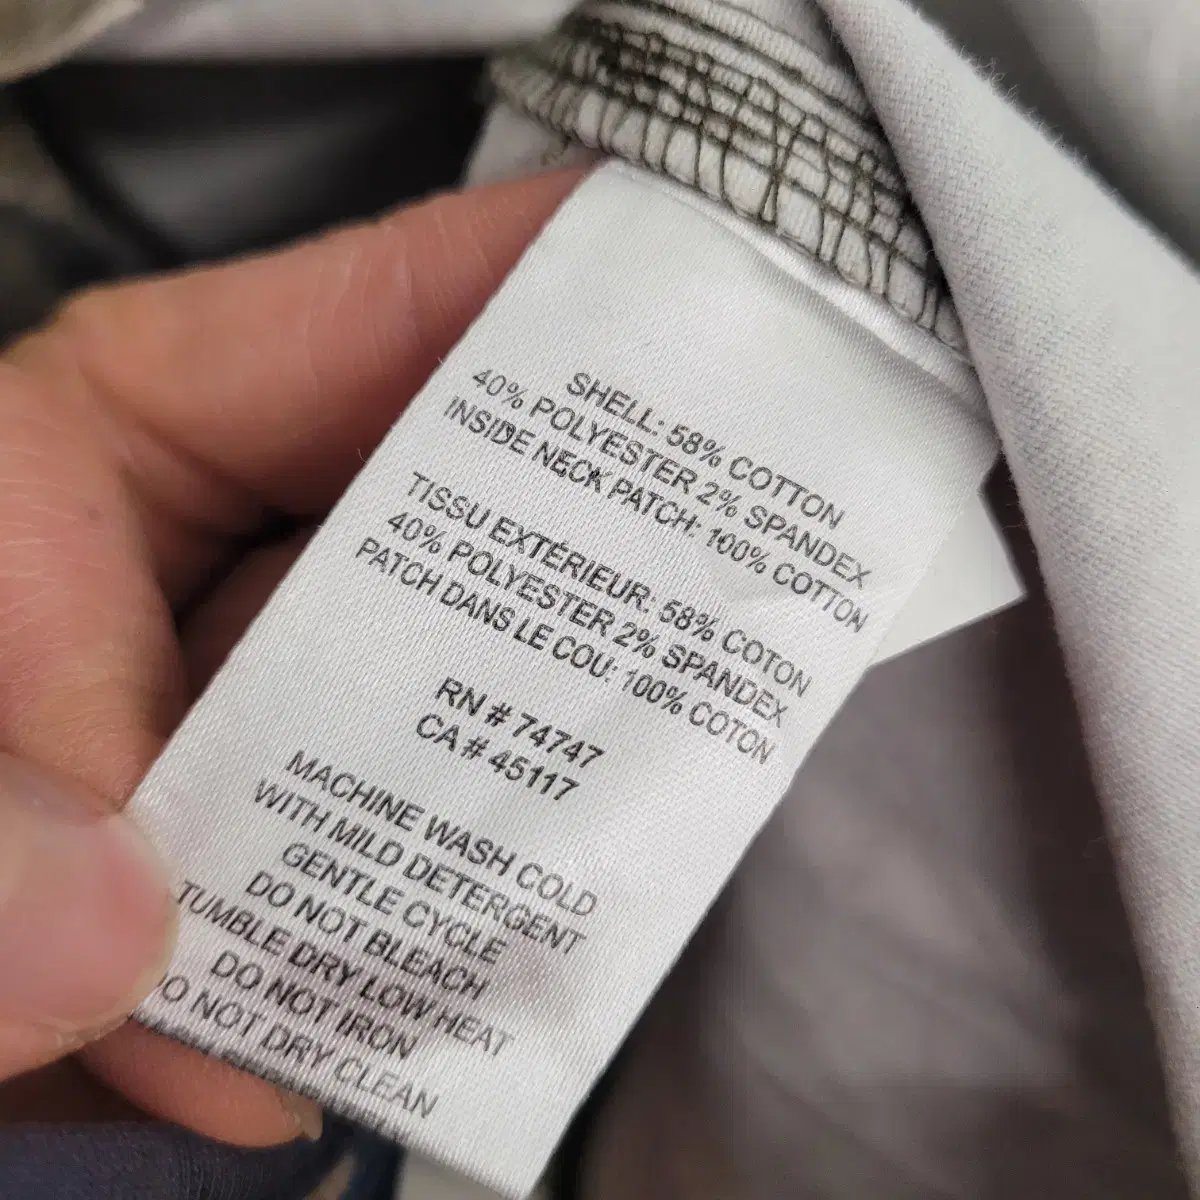 SHELL: 58% COTTON
40% POLYESTER 2% SPANDEX
INSIDE NECK PATCH: 100% COTTON
TISSU EXTÉRIEUR: 58% COTON
40% POLYESTER 2% SPANDEX
PATCH DANS LE COU: 100% COTON
RN # 74747
CA # 45117
MACHINE WASH COLD
WITH MILD DETERGENT
GENTLE CYCLE
DO NOT BLEACH
TUMBLE DRY LOW HEAT
DO NOT IRON
DO NOT DRY CLEAN